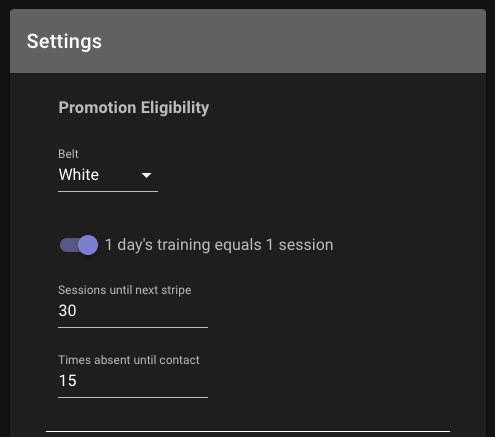 Settings
Promotion Eligibility
Belt
White
1 day's training equals 1 session
Sessions until next stripe
30
Times absent until contact
15